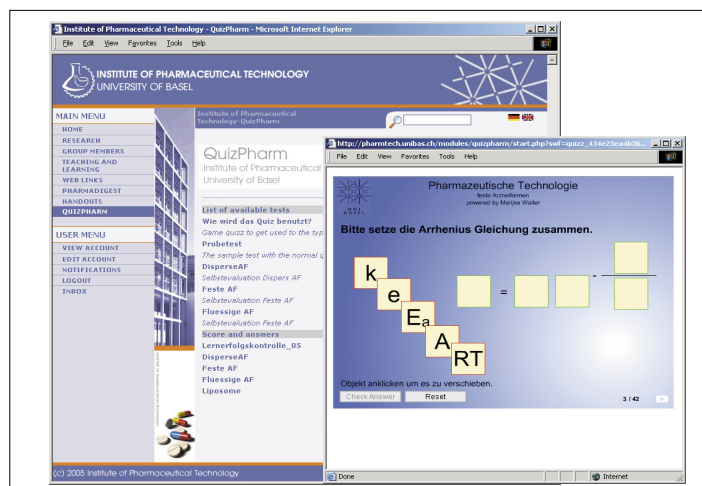 Institute of Pharmaceutical Technology - QuizPharm - Microsoft Internet Explorer
File Edit View Favorites Tools Help
INSTITUTE OF PHARMACEUTICAL TECHNOLOGY
UNIVERSITY OF BASEL
MAIN MENU
HOME
RESEARCH
GROUP MEMBERS
TEACHING AND
LEARNING
WEB LINKS
PHARMADIGEST
HANDOUTS
QUIZPHARM
USER MENU
VIEW ACCOUNT
EDIT ACCOUNT
NOTIFICATIONS
LOGOUT
INBOX
Institute of Pharmaceutical
Technology-QuizPharm
QuizPharm
Institute of Pharmaceutical
University of Basel
List of available tests
Wie wird das Quiz benutzt?
Game quizz to get used to the typ
Probetest
The sample test with the normal q
DisperseAF
Selbstevaluation Dispers AF
Feste AF
Selbstevaluation Feste AF
Fluessige AF
Selbstevaluation Feste AF
Score and answers
Lernerfolgskontrolle_05
DisperseAF
Feste AF
Fluessige AF
Liposome
(c) 2005 Institute of Pharmaceutical Technology
http://pharmtech.unibas.ch/modules/quizpharm/start.php?swf=quizz_434e25ea4b36...
File Edit View Favorites Tools Help
UNI
BASEL
Pharmazeutische Technologie
feste Arzneiformen
powered by Marijke Walter
Bitte setze die Arrhenius Gleichung zusammen.
k
e
Ea
A
RT
= -
Objekt anklicken um es zu verschieben.
Check Answer Reset 3 / 42
Done Internet